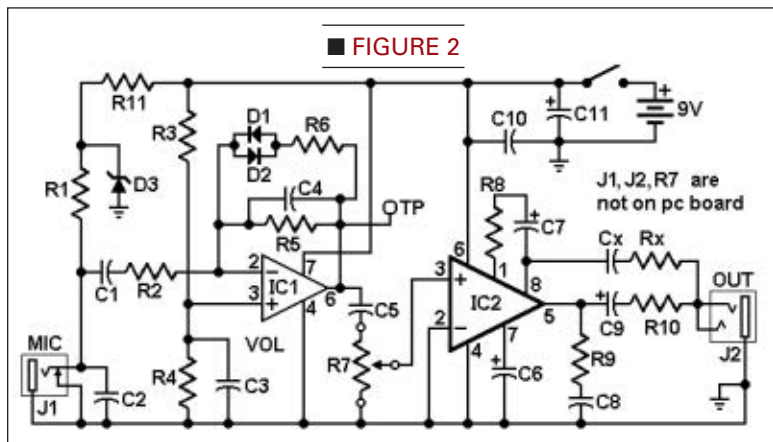 ■ FIGURE 2
R11
R3
D1
D2
R6
C10
C11
+
+
9V
R1
D3
C4
R5
TP
R8
+
C7
J1, J2, R7 are
not on pc board
C1
R2
2
−
7
IC1
3
+
4
6
6
3
+
1
8
IC2
2
−
4
7
5
Cx
Rx
OUT
C5
+
C9
R10
J2
MIC
VOL
R7
R4
C3
+
C6
R9
C8
C2
J1